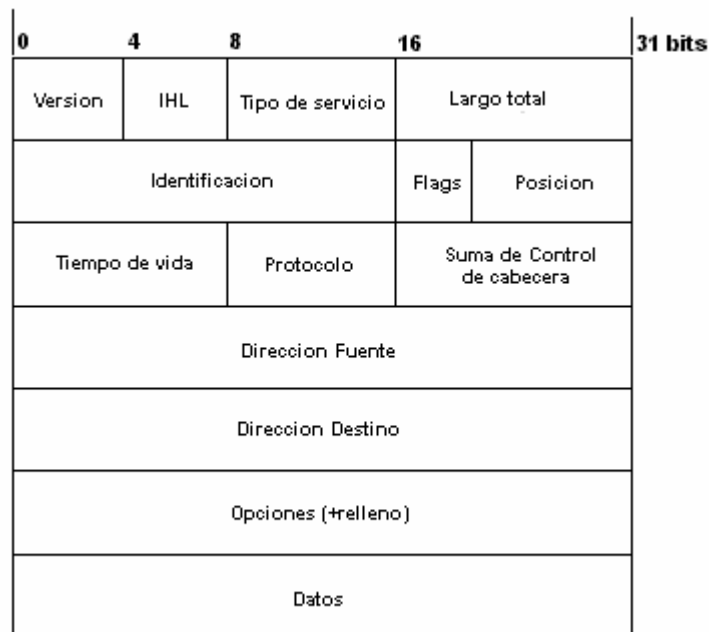 0 4 8 16 31 bits
Version IHL Tipo de servicio Largo total
Identificacion Flags Posicion
Tiempo de vida Protocolo Suma de Control
de cabecera
Direccion Fuente
Direccion Destino
Opciones (+relleno)
Datos